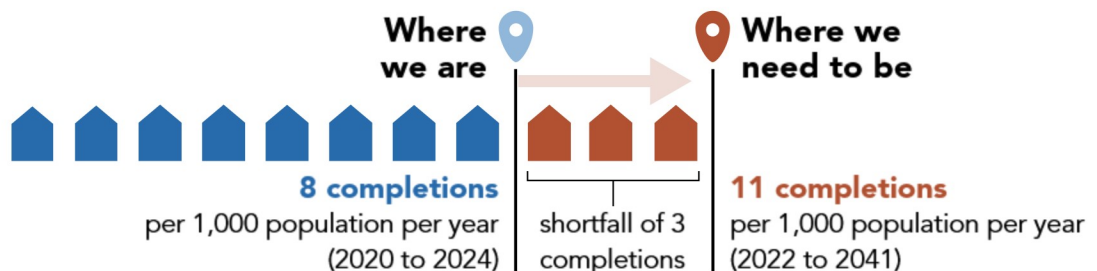 Where
we are
Where we
need to be
8 completions
per 1,000 population per year
(2020 to 2024)
shortfall of 3
completions
11 completions
per 1,000 population per year
(2022 to 2041)